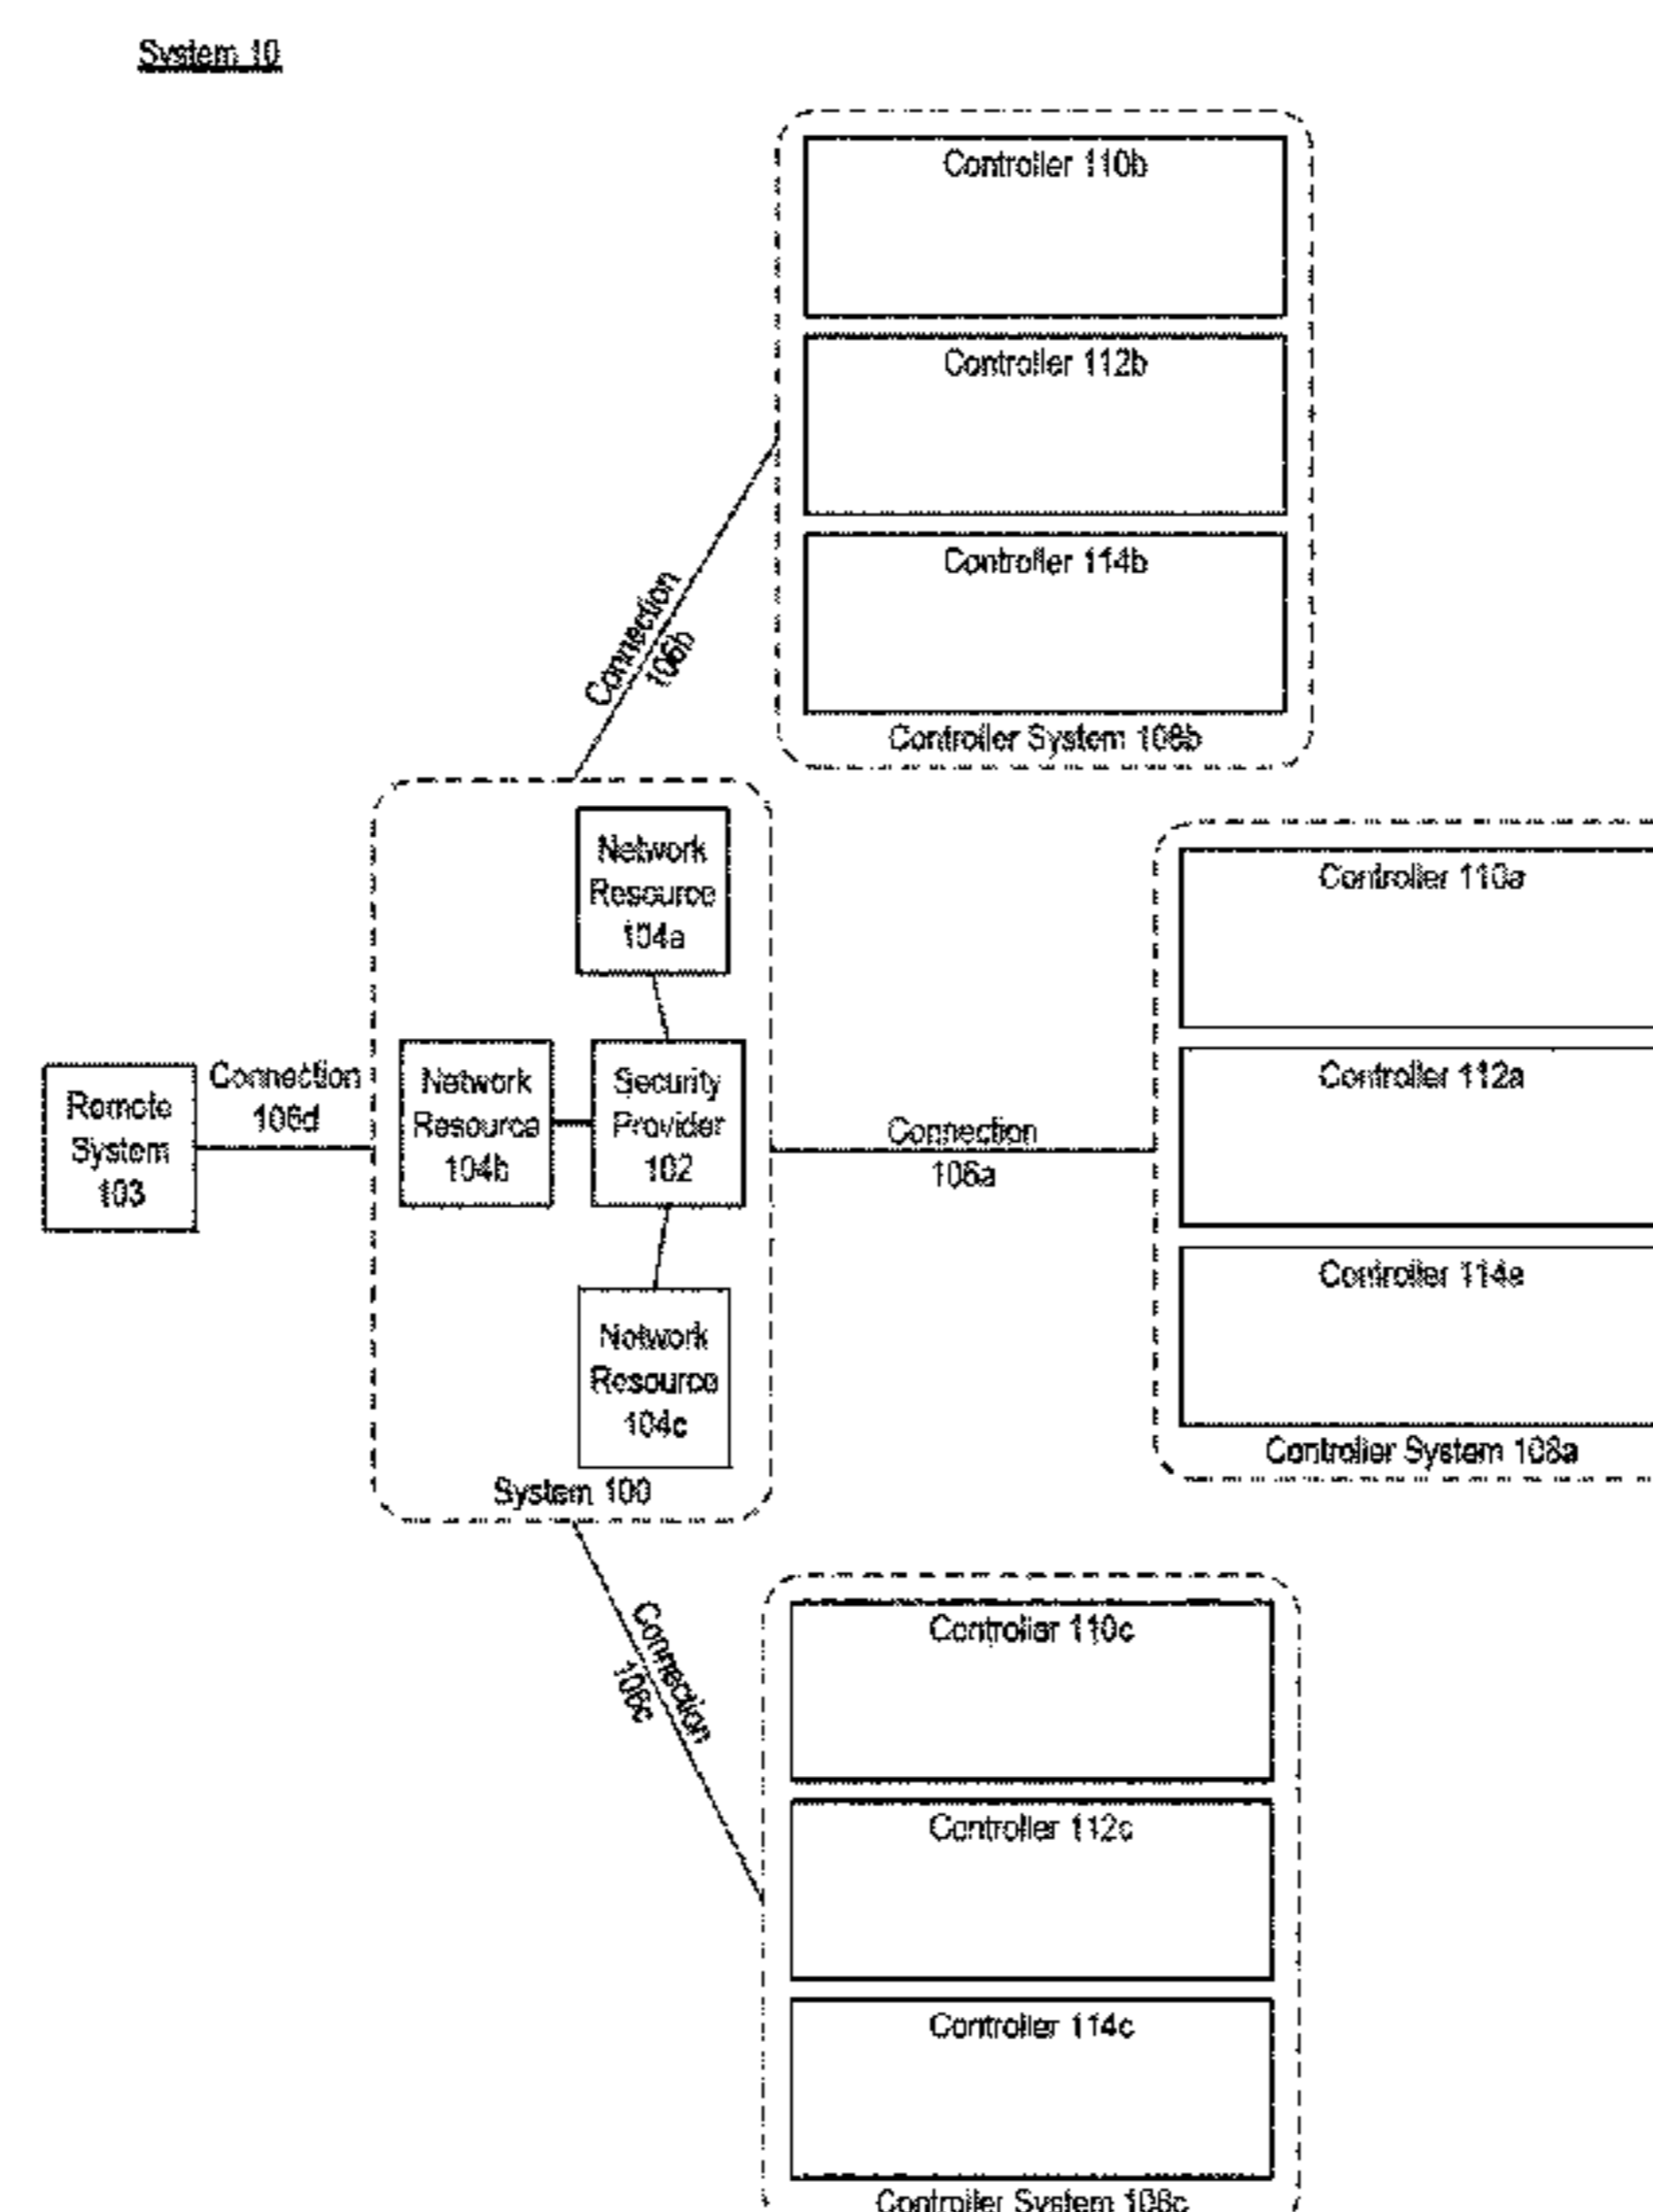 System 10
Controller 110b
Controller 112b
Controller 114b
Controller System 108b
Connection
106b
Network
Resource
104a
Network
Resource
104b
Security
Provider
102
Network
Resource
104c
System 100
Remote
System
103
Connection
106d
Connection
106a
Controller 110a
Controller 112a
Controller 114a
Controller System 108a
Connection
106c
Controller 110c
Controller 112c
Controller 114c
Controller System 108c